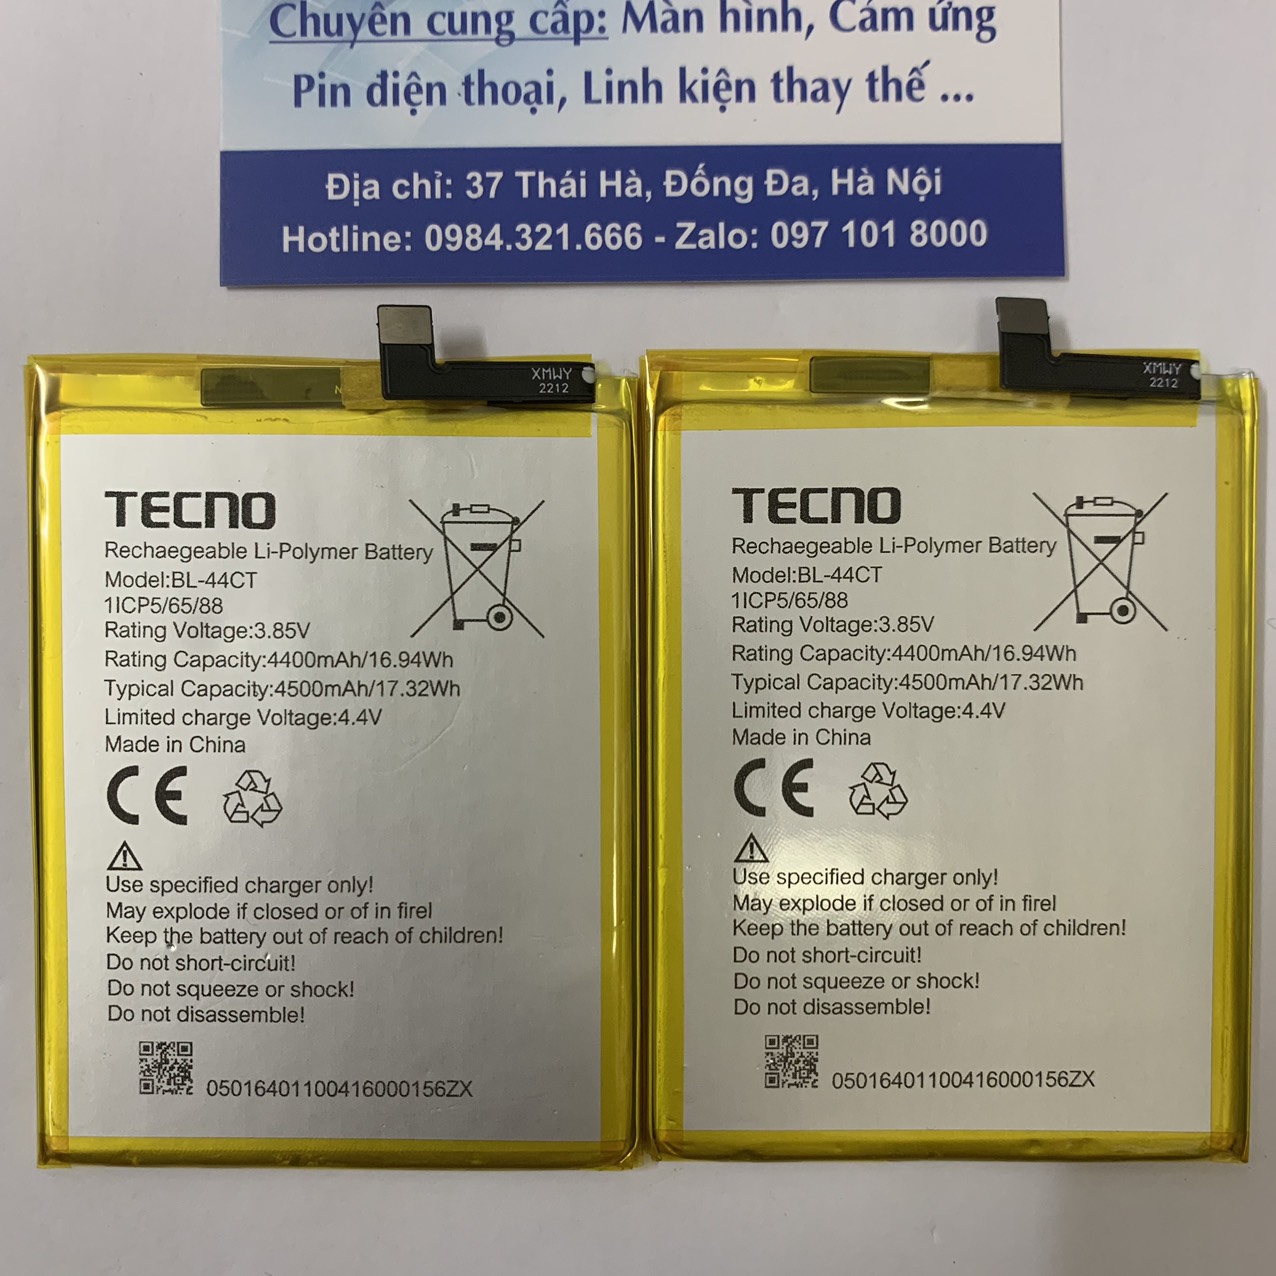 Chuyên cung cấp: Màn hình, Cảm ứng
Pin điện thoại, Linh kiện thay thế ...
Địa chỉ: 37 Thái Hà, Đống Đa, Hà Nội
Hotline: 0984.321.666 - Zalo: 097 101 8000
XMWY
2212
TECNO
Rechaegeable Li-Polymer Battery
Model:BL-44CT
1ICP5/65/88
Rating Voltage:3.85V
Rating Capacity:4400mAh/16.94Wh
Typical Capacity:4500mAh/17.32Wh
Limited charge Voltage:4.4V
Made in China
CE
Use specified charger only!
May explode if closed or of in firel
Keep the battery out of reach of children!
Do not short-circuit!
Do not squeeze or shock!
Do not disassemble!
05016401100416000156ZX
XMWY
2212
TECNO
Rechaegeable Li-Polymer Battery
Model:BL-44CT
1ICP5/65/88
Rating Voltage:3.85V
Rating Capacity:4400mAh/16.94Wh
Typical Capacity:4500mAh/17.32Wh
Limited charge Voltage:4.4V
Made in China
CE
Use specified charger only!
May explode if closed or of in firel
Keep the battery out of reach of children!
Do not short-circuit!
Do not squeeze or shock!
Do not disassemble!
05016401100416000156ZX